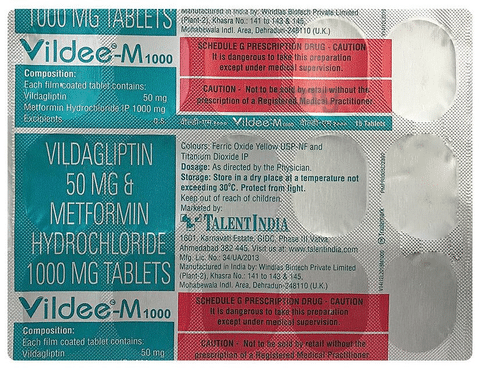 1000 MG TABLETS
Manufactured in India by: Windlas Biotech Private Limited
(Plant-2), Khasra No.: 141 to 143 & 145,
Mohabewala Indl. Area, Dehradun-248110 (U.K.)
Vildee®-M1000
Composition:
Each film coated tablet contains:
Vildagliptin 50 mg
Metformin Hydrochloride IP 1000 mg
Excipients q.s.
SCHEDULE G PRESCRIPTION DRUG - CAUTION
It is dangerous to take this preparation
except under medical supervision.
CAUTION - Not to be sold by retail without the
prescription of a Registered Medical Practitioner.
वील्डी-एम १००० Vildee-M1000 15 Tablets
VILDAGLIPTIN
50 MG &
METFORMIN
HYDROCHLORIDE
1000 MG TABLETS
Colours: Ferric Oxide Yellow USP-NF and
Titanium Dioxide IP
Dosage: As directed by the Physician.
Storage: Store in a dry place at a temperature not
exceeding 30°C. Protect from light.
Keep out of reach of children.
Marketed by:
TALENTINDIA
1601, Karnavati Estate, GIDC, Phase III, Vatva,
Ahmedabad 382 445. Visit us at: www.talentindia.com
Mfg. Lic. No.: 34/UA/2013
Manufactured in India by: Windlas Biotech Private Limited
(Plant-2), Khasra No.: 141 to 143 & 145,
Mohabewala Indl. Area, Dehradun-248110 (U.K.)
® Trademark
Vildee®-M1000
Composition:
Each film coated tablet contains:
Vildagliptin 50 mg
SCHEDULE G PRESCRIPTION DRUG - CAUTION
It is dangerous to take this preparation
except under medical supervision.
CAUTION - Not to be sold by retail without the
prescription of a Registered Medical Practitioner.